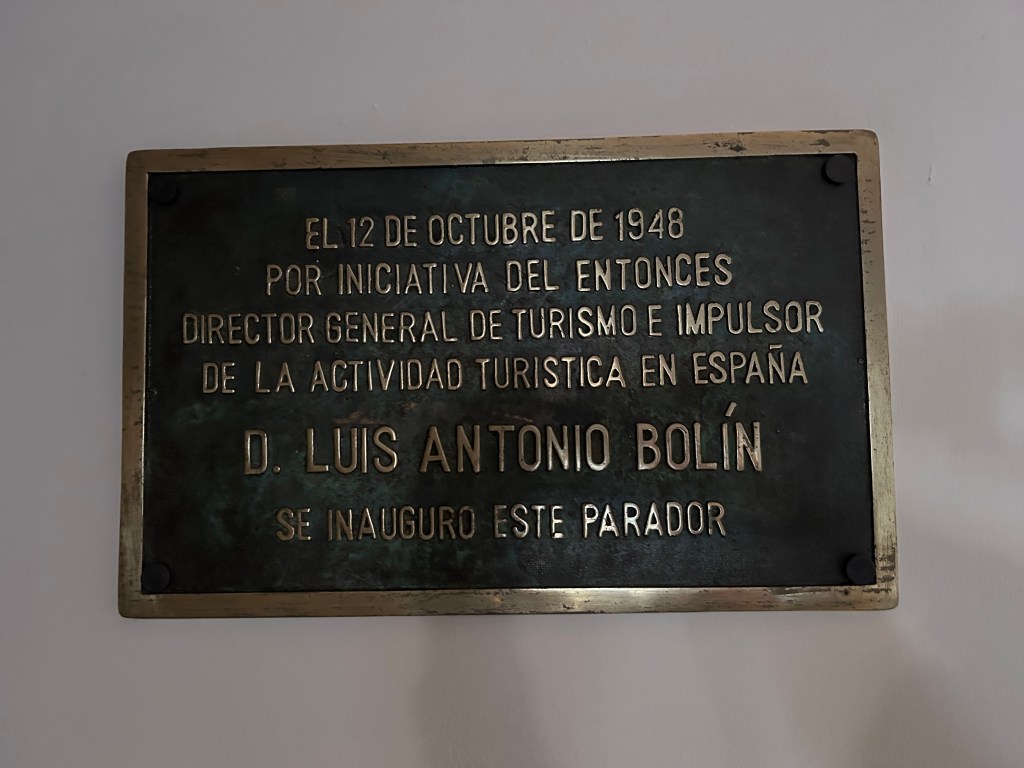 EL 12 DE OCTUBRE DE 1948
POR INICIATIVA DEL ENTONCES
DIRECTOR GENERAL DE TURISMO E IMPULSOR
DE LA ACTIVIDAD TURISTICA EN ESPAÑA
D. LUIS ANTONIO BOLÍN
SE INAUGURO ESTE PARADOR